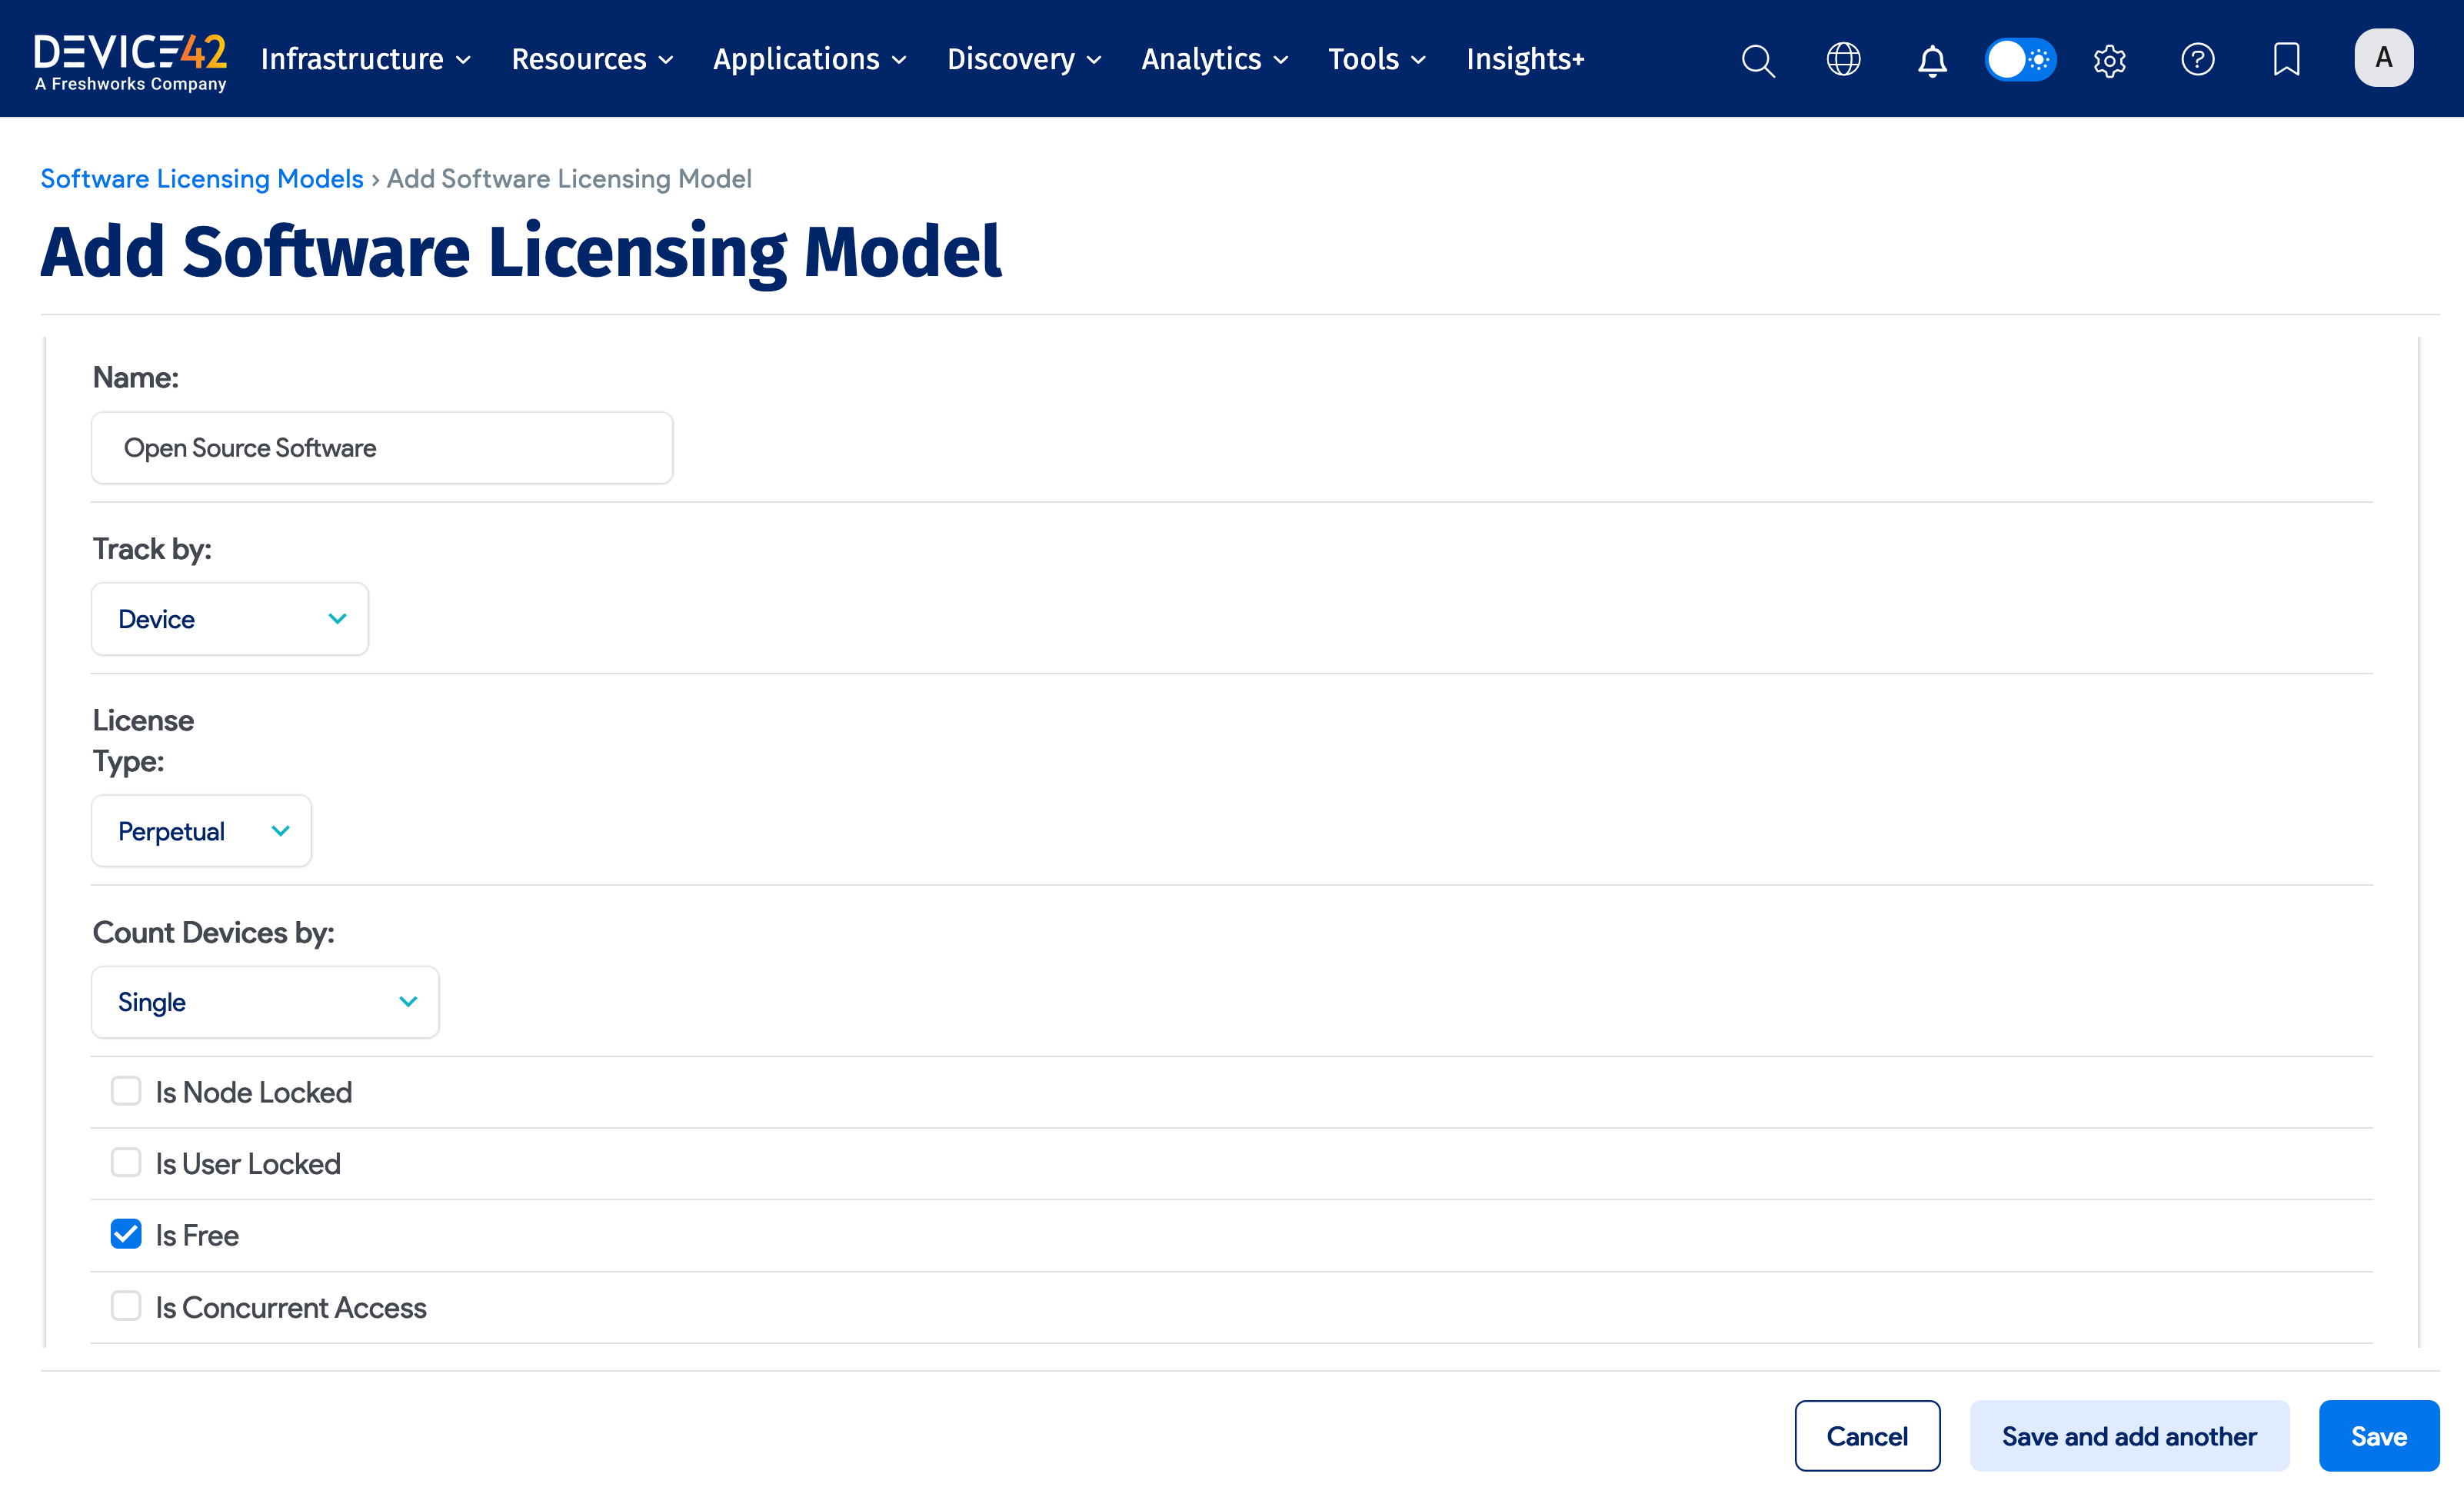 DEVICE42
A Freshworks Company
Infrastructure
Resources
Applications
Discovery
Analytics
Tools
Insights+
A
Software Licensing Models › Add Software Licensing Model
Add Software Licensing Model
Name:
Open Source Software
Track by:
Device
License
Type:
Perpetual
Count Devices by:
Single
Is Node Locked
Is User Locked
Is Free
Is Concurrent Access
Cancel
Save and add another
Save